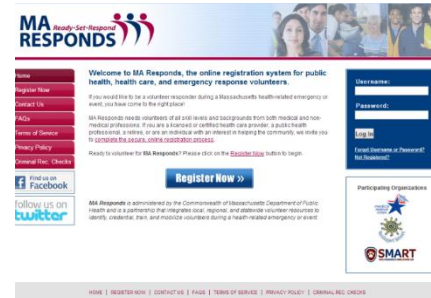 MA Ready-Set-Respond
RESPONDS
Home
Register Now
Contact Us
FAQs
Terms of Service
Privacy Policy
Criminal Rec. Checks
Find us on
Facebook
follow us on
twitter
Welcome to MA Responds, the online registration system for public
health, health care, and emergency response volunteers.
If you would like to be a volunteer responder during a Massachusetts health-related emergency or
event, you have come to the right place!
MA Responds needs volunteers of all skill levels and backgrounds from both medical and non-
medical professions. If you are a licensed or certified health care provider, a public health
professional, a retiree, or are an individual with an interest in helping the community, we invite you
to complete the secure, online registration process.
Ready to volunteer for MA Responds? Please click on the Register Now button to begin.
Register Now »
MA Responds is administered by the Commonwealth of Massachusetts Department of Public
Health and is a partnership that integrates local, regional, and statewide volunteer resources to
identify, credential, train, and mobilize volunteers during a health-related emergency or event.
Username:
Password:
Log In
Forgot Username or Password?
Not Registered?
Participating Organizations
SMART
HOME | REGISTER NOW | CONTACT US | FAQS | TERMS OF SERVICE | PRIVACY POLICY | CRIMINAL REC. CHECKS